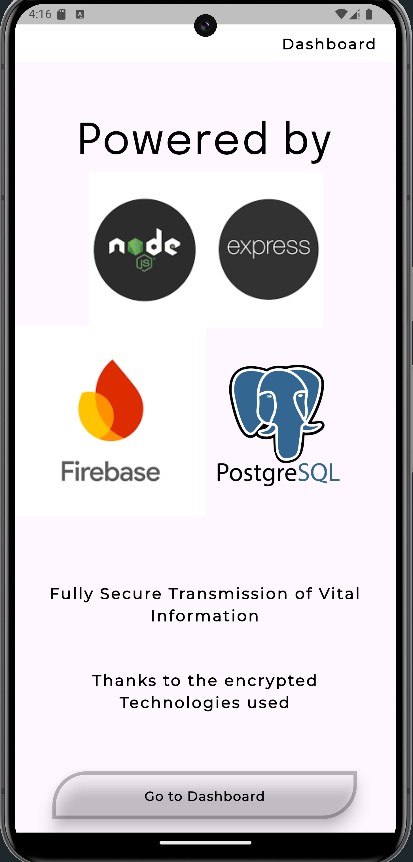 4:16
Dashboard
Powered by
node
JS
express
Firebase
PostgreSQL
Fully Secure Transmission of Vital
Information
Thanks to the encrypted
Technologies used
Go to Dashboard